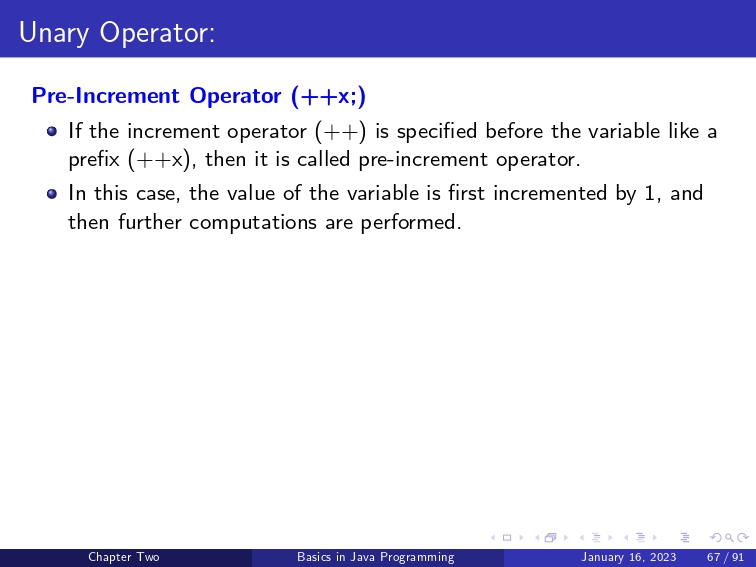 Unary Operator:
Pre-Increment Operator (++x;)
If the increment operator (++) is specified before the variable like a
prefix (++x), then it is called pre-increment operator.
In this case, the value of the variable is first incremented by 1, and
then further computations are performed.
Chapter Two Basics in Java Programming January 16, 2023 67 / 91